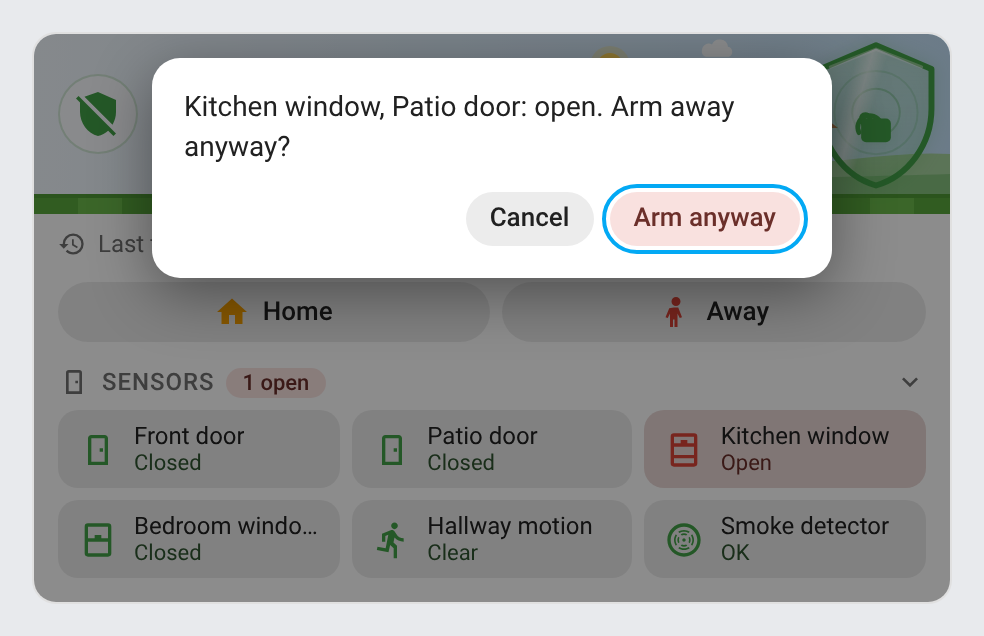 Kitchen window, Patio door: open. Arm away
anyway?
Cancel
Arm anyway
Last
Home
Away
SENSORS
1 open
Front door
Closed
Patio door
Closed
Kitchen window
Open
Bedroom windo…
Closed
Hallway motion
Clear
Smoke detector
OK